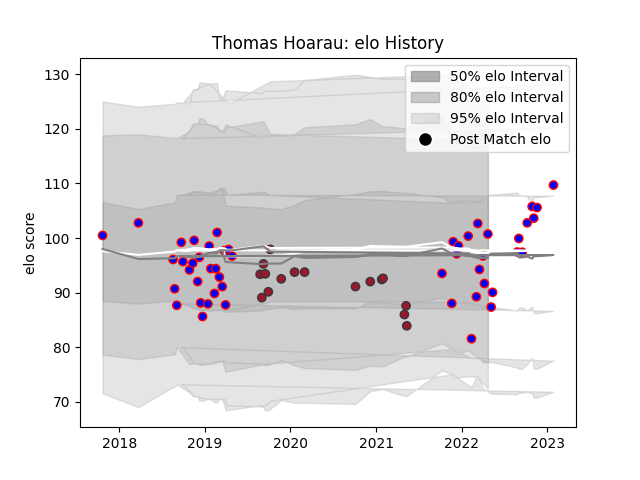 Thomas Hoarau: elo History
130
120
110
100
90
80
70
elo score
50% elo Interval
80% elo Interval
95% elo Interval
Post Match elo
2018 2019 2020 2021 2022 2023